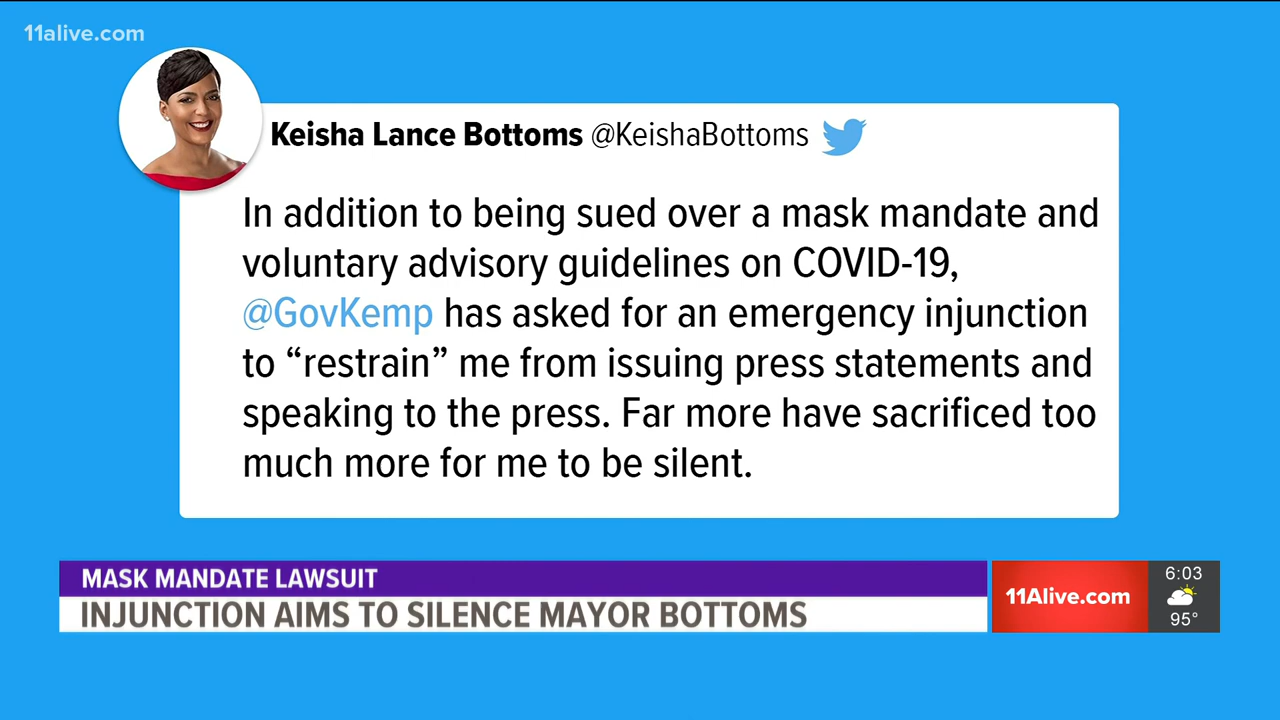 11alive.com
Keisha Lance Bottoms @KeishaBottoms
In addition to being sued over a mask mandate and
voluntary advisory guidelines on COVID-19,
@GovKemp has asked for an emergency injunction
to “restrain” me from issuing press statements and
speaking to the press. Far more have sacrificed too
much more for me to be silent.
MASK MANDATE LAWSUIT
INJUNCTION AIMS TO SILENCE MAYOR BOTTOMS
11Alive.com
6:03
95°